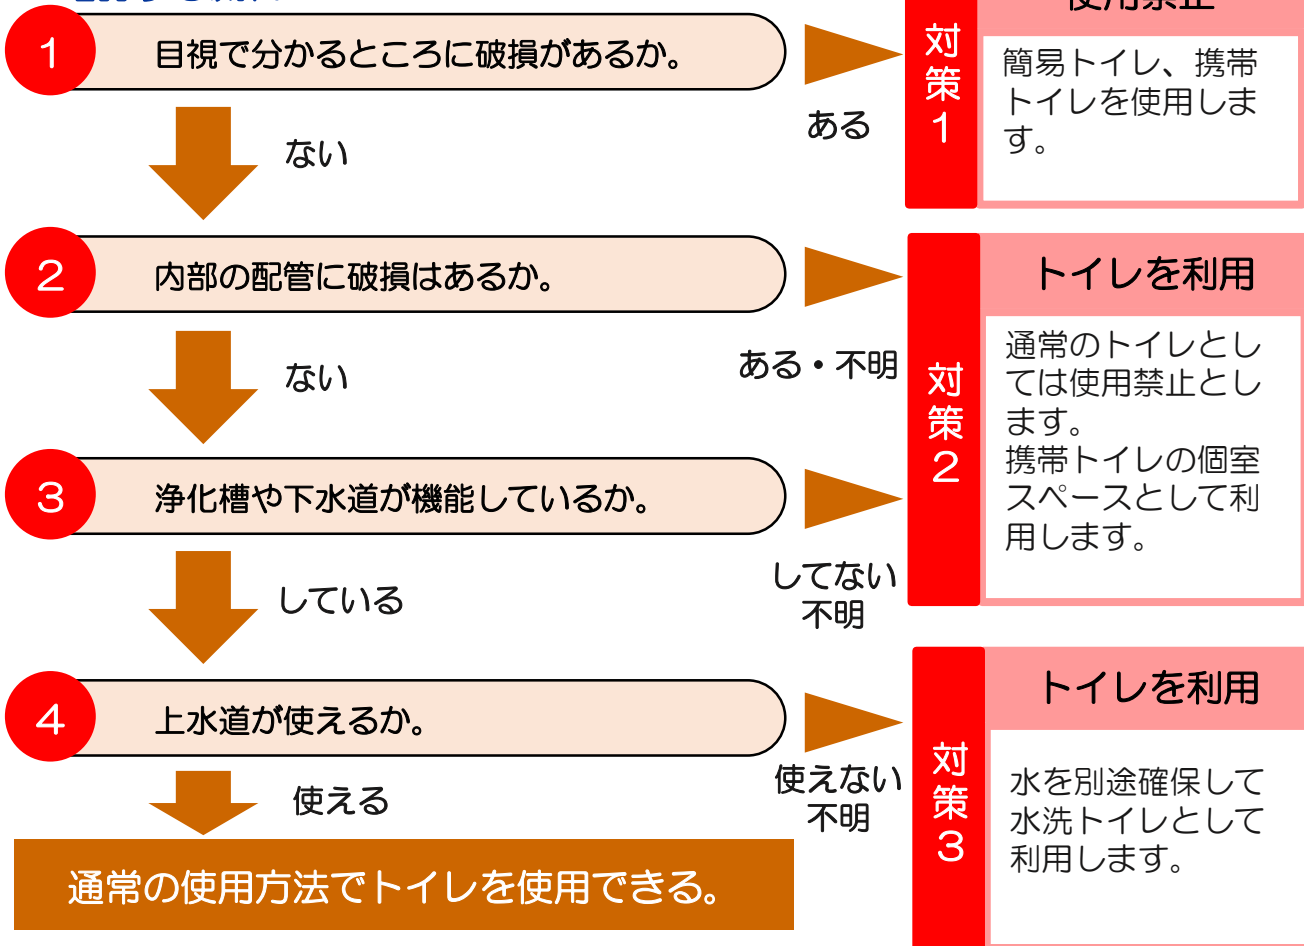 使用禁止
1
目視で分かるところに破損があるか。
ある
ない
対策1
簡易トイレ、携帯
トイレを使用しま
す。
2
内部の配管に破損はあるか。
ある・不明
ない
対策2
トイレを利用
通常のトイレとし
ては使用禁止とし
ます。
携帯トイレの個室
スペースとして利
用します。
3
浄化槽や下水道が機能しているか。
してない
不明
している
4
上水道が使えるか。
使えない
不明
使える
対策3
トイレを利用
水を別途確保して
水洗トイレとして
利用します。
通常の使用方法でトイレを使用できる。